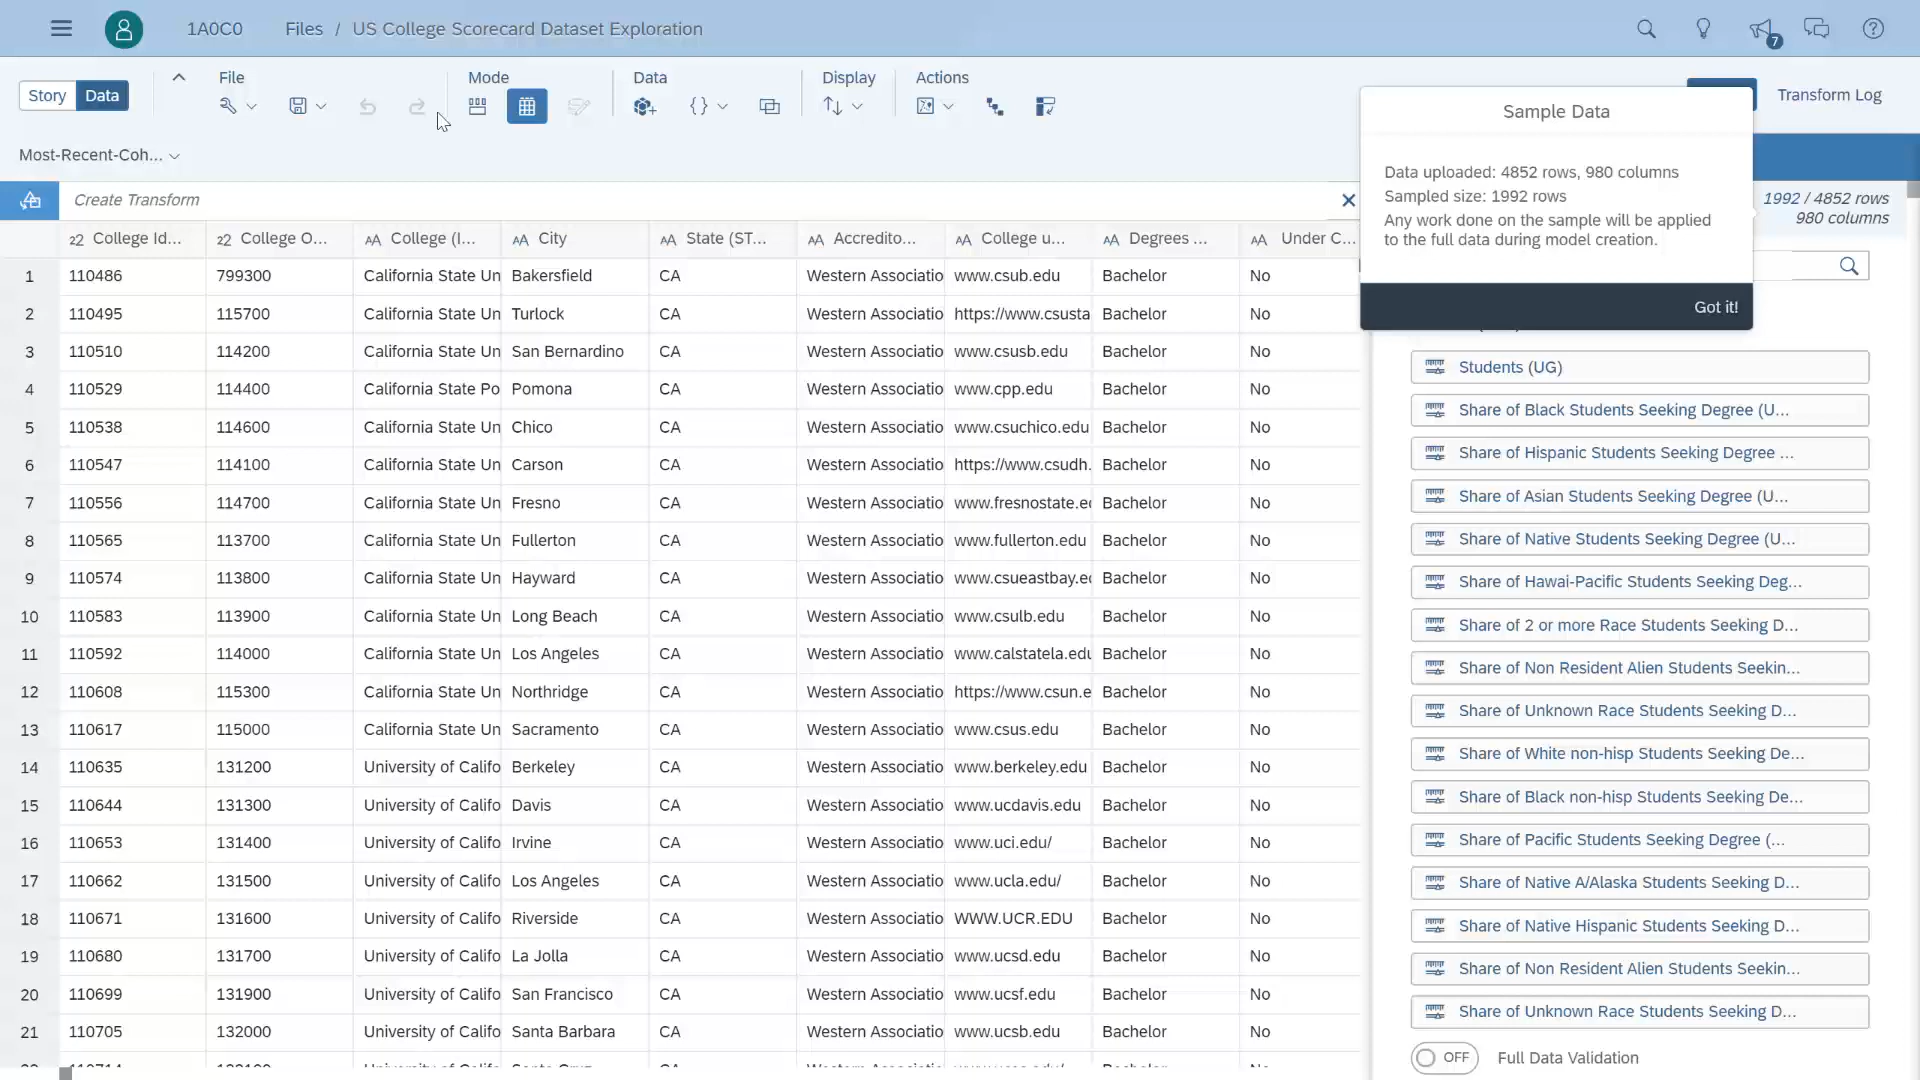 1A0C0
Files / US College Scorecard Dataset Exploration
7
Story
Data
File
Mode
Data
Display
Actions
Transform Log
Most-Recent-Coh...
Create Transform
Sample Data
Data uploaded: 4852 rows, 980 columns
Sampled size: 1992 rows
Any work done on the sample will be applied
to the full data during model creation.
Got it!
1992 / 4852 rows
980 columns
College Id... College O... College (I... City State (ST... Accredito... College u... Degrees ... Under C...
1 110486 799300 California State Un Bakersfield CA Western Associatio www.csub.edu Bachelor No
2 110495 115700 California State Un Turlock CA Western Associatio https://www.csusta Bachelor No
3 110510 114200 California State Un San Bernardino CA Western Associatio www.csusb.edu Bachelor No
4 110529 114400 California State Po Pomona CA Western Associatio www.cpp.edu Bachelor No
5 110538 114600 California State Un Chico CA Western Associatio www.csuchico.edu Bachelor No
6 110547 114100 California State Un Carson CA Western Associatio https://www.csudh. Bachelor No
7 110556 114700 California State Un Fresno CA Western Associatio www.fresnostate.e Bachelor No
8 110565 113700 California State Un Fullerton CA Western Associatio www.fullerton.edu Bachelor No
9 110574 113800 California State Un Hayward CA Western Associatio www.csueastbay.e Bachelor No
10 110583 113900 California State Un Long Beach CA Western Associatio www.csulb.edu Bachelor No
11 110592 114000 California State Un Los Angeles CA Western Associatio www.calstatela.edu Bachelor No
12 110608 115300 California State Un Northridge CA Western Associatio https://www.csun.e Bachelor No
13 110617 115000 California State Un Sacramento CA Western Associatio www.csus.edu Bachelor No
14 110635 131200 University of Califo Berkeley CA Western Associatio www.berkeley.edu Bachelor No
15 110644 131300 University of Califo Davis CA Western Associatio www.ucdavis.edu Bachelor No
16 110653 131400 University of Califo Irvine CA Western Associatio www.uci.edu/ Bachelor No
17 110662 131500 University of Califo Los Angeles CA Western Associatio www.ucla.edu/ Bachelor No
18 110671 131600 University of Califo Riverside CA Western Associatio WWW.UCR.EDU Bachelor No
19 110680 131700 University of Califo La Jolla CA Western Associatio www.ucsd.edu Bachelor No
20 110699 131900 University of Califo San Francisco CA Western Associatio www.ucsf.edu Bachelor No
21 110705 132000 University of Califo Santa Barbara CA Western Associatio www.ucsb.edu Bachelor No
Students (UG)
Share of Black Students Seeking Degree (U...
Share of Hispanic Students Seeking Degree ...
Share of Asian Students Seeking Degree (U...
Share of Native Students Seeking Degree (U...
Share of Hawai-Pacific Students Seeking Deg...
Share of 2 or more Race Students Seeking D...
Share of Non Resident Alien Students Seekin...
Share of Unknown Race Students Seeking D...
Share of White non-hisp Students Seeking De...
Share of Black non-hisp Students Seeking De...
Share of Pacific Students Seeking Degree (...
Share of Native A/Alaska Students Seeking D...
Share of Native Hispanic Students Seeking D...
Share of Non Resident Alien Students Seekin...
Share of Unknown Race Students Seeking D...
OFF Full Data Validation